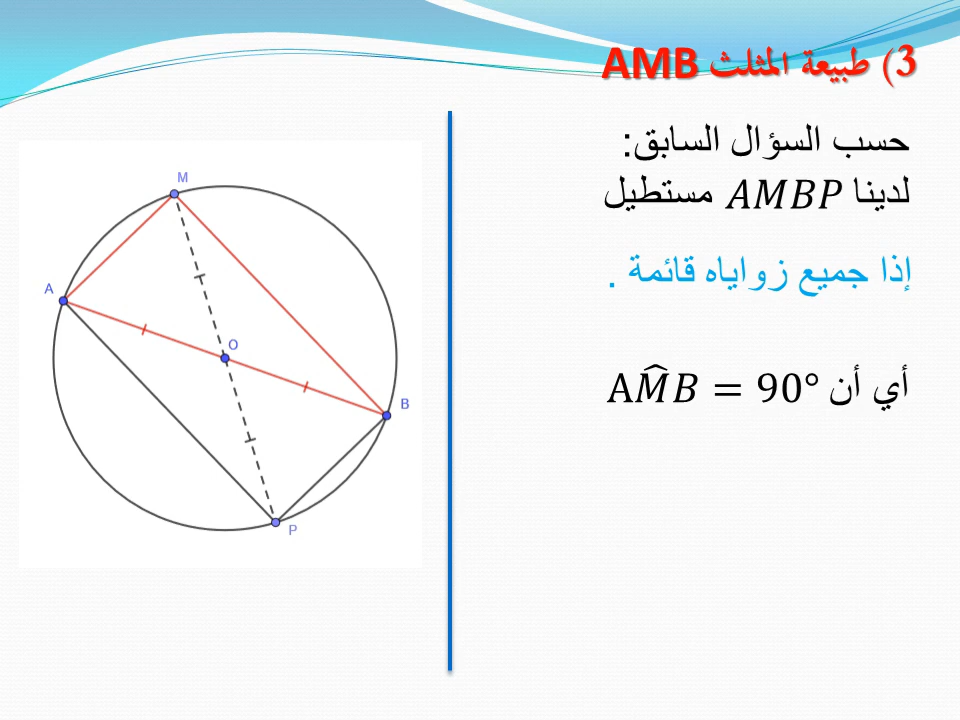 3) طبيعة المثلث AMB
حسب السؤال السابق:
لدينا AMBP مستطيل
إذا جميع زواياه قائمة .
أي أن AM̂B = 90°
M
A
O
B
P